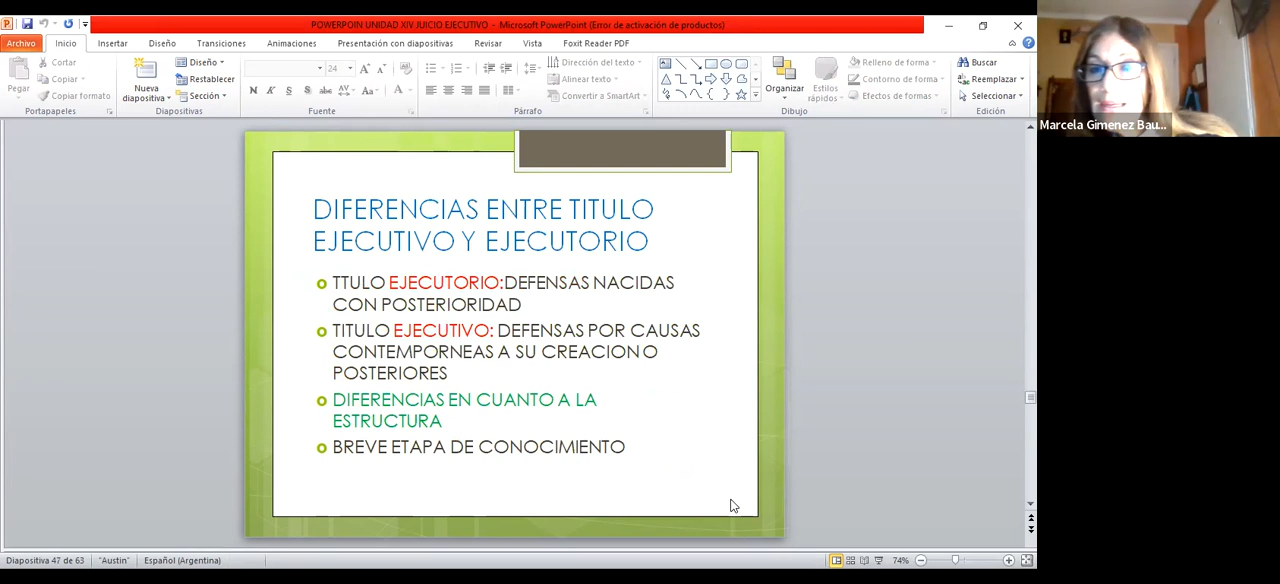 POWERPOIN UNIDAD XIV JUICIO EJECUTIVO - Microsoft PowerPoint (Error de activación de productos)
Archivo Inicio Insertar Diseño Transiciones Animaciones Presentación con diapositivas Revisar Vista Foxit Reader PDF
Pegar
Cortar
Copiar
Copiar formato
Portapapeles
Nueva
diapositiva
Diseño
Restablecer
Sección
Diapositivas
24
N K S S abc AV Aa A
Fuente
Dirección del texto
Alinear texto
Convertir a SmartArt
Párrafo
Organizar
Estilos
rápidos
Relleno de forma
Contorno de forma
Efectos de formas
Dibujo
Buscar
Reemplazar
Seleccionar
Edición
Marcela Gimenez Bau...
DIFERENCIAS ENTRE TITULO
EJECUTIVO Y EJECUTORIO
TTULO EJECUTORIO:DEFENSAS NACIDAS
CON POSTERIORIDAD
TITULO EJECUTIVO: DEFENSAS POR CAUSAS
CONTEMPORNEAS A SU CREACION O
POSTERIORES
DIFERENCIAS EN CUANTO A LA
ESTRUCTURA
BREVE ETAPA DE CONOCIMIENTO
Diapositiva 47 de 63 "Austin" Español (Argentina) 74%